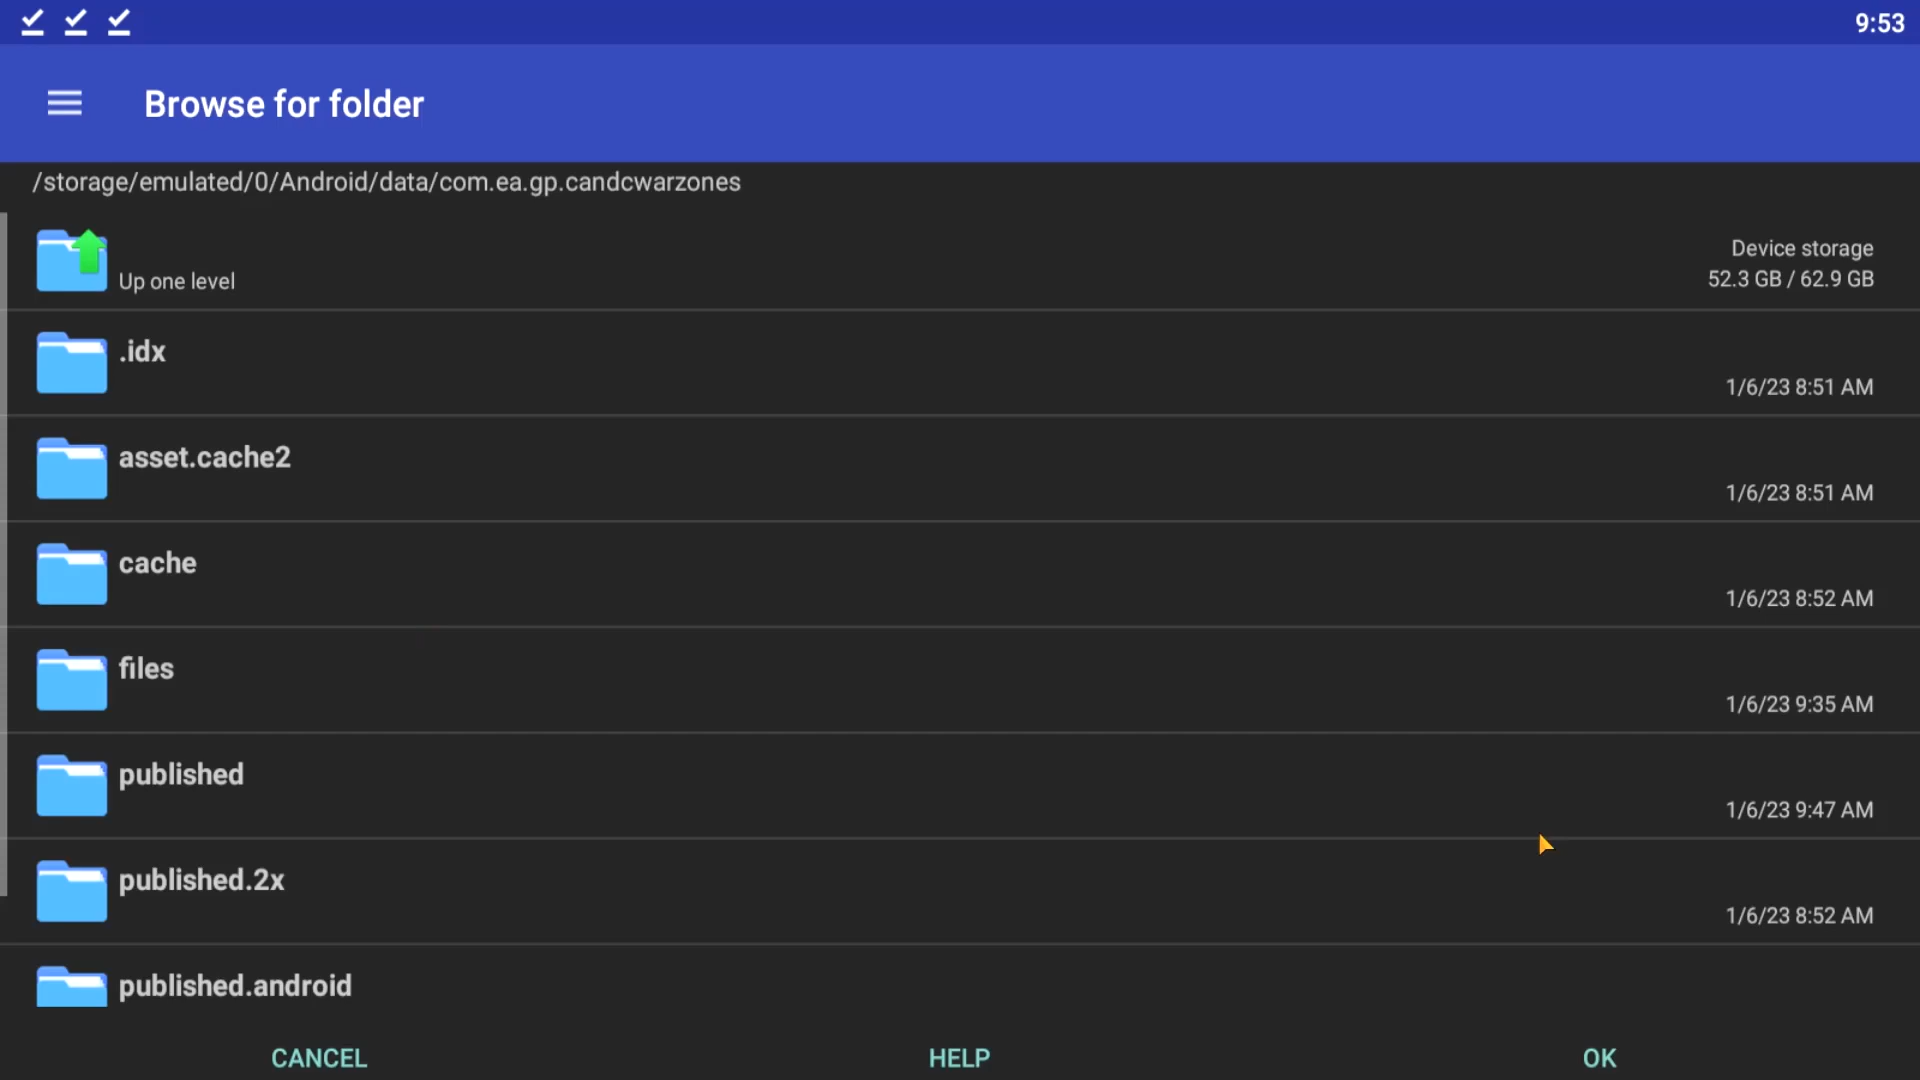 9:53
Browse for folder
/storage/emulated/0/Android/data/com.ea.gp.candcwarzones
Up one level
Device storage
52.3 GB / 62.9 GB
.idx
1/6/23 8:51 AM
asset.cache2
1/6/23 8:51 AM
cache
1/6/23 8:52 AM
files
1/6/23 9:35 AM
published
1/6/23 9:47 AM
published.2x
1/6/23 8:52 AM
published.android
CANCEL
HELP
OK